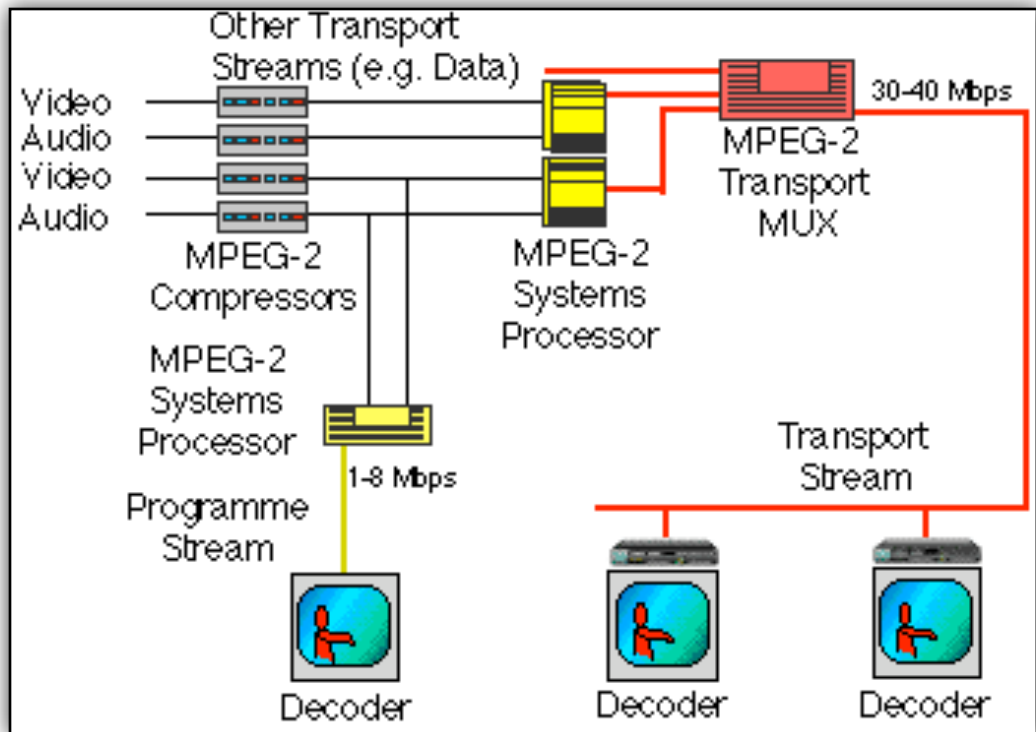 Other Transport
Streams (e.g. Data)
Video
Audio
Video
Audio
30-40 Mbps
MPEG-2
Transport
MUX
MPEG-2
Compressors
MPEG-2
Systems
Processor
MPEG-2
Systems
Processor
1-8 Mbps
Programme
Stream
Transport
Stream
Decoder
Decoder
Decoder